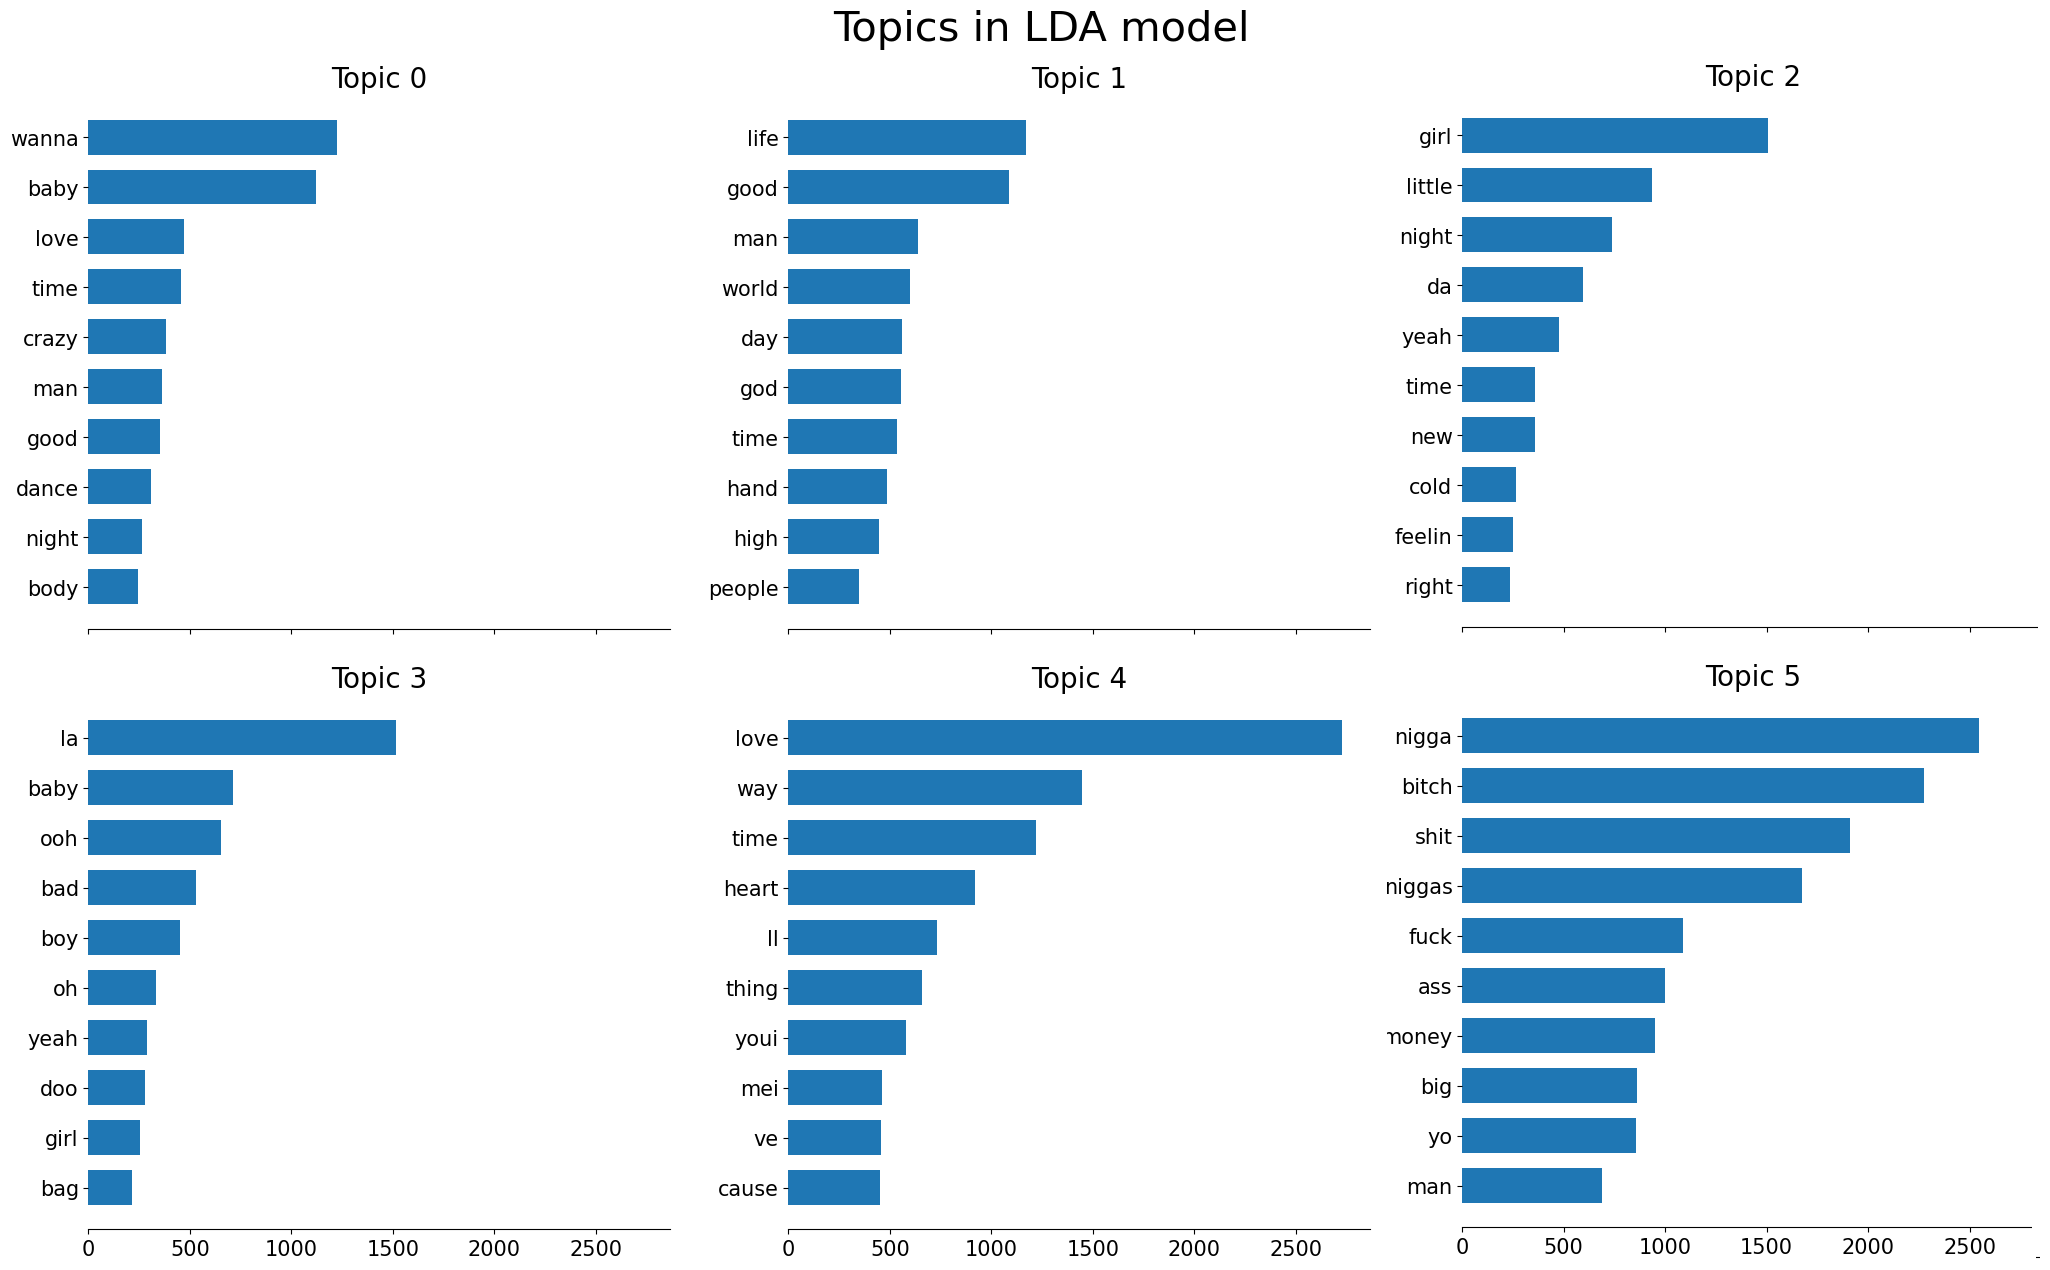 Topics in LDA model
Topic 0
wanna
baby
love
time
crazy
man
good
dance
night
body
Topic 1
life
good
man
world
day
god
time
hand
high
people
Topic 2
girl
little
night
da
yeah
time
new
cold
feelin
right
Topic 3
la
baby
ooh
bad
boy
oh
yeah
doo
girl
bag
0 500 1000 1500 2000 2500
Topic 4
love
way
time
heart
ll
thing
youi
mei
ve
cause
0 500 1000 1500 2000 2500
Topic 5
nigga
bitch
shit
niggas
fuck
ass
money
big
yo
man
0 500 1000 1500 2000 2500